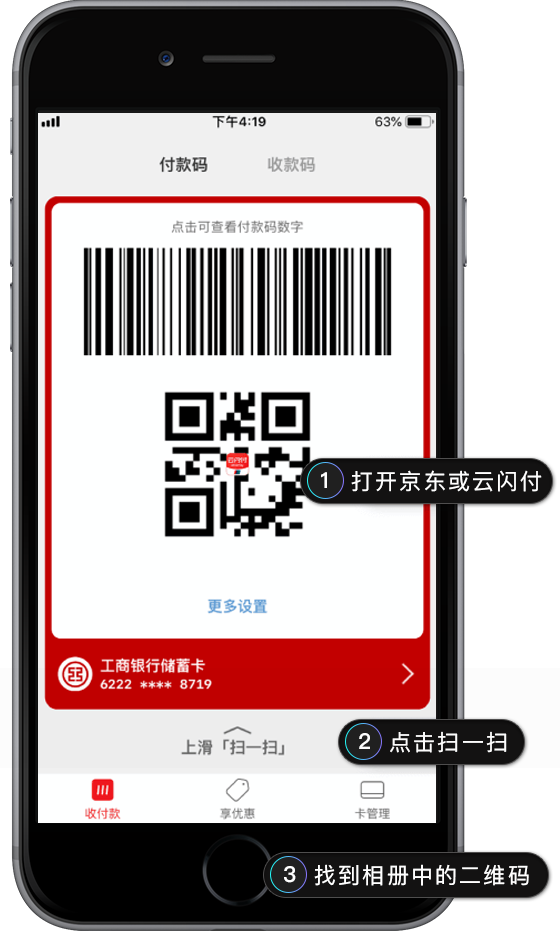 下午4:19
63%
付款码
收款码
点击可查看付款码数字
云闪付
1 打开京东或云闪付
更多设置
工商银行储蓄卡
6222 **** 8719
2 点击扫一扫
上滑「扫一扫」
收付款
享优惠
卡管理
3 找到相册中的二维码